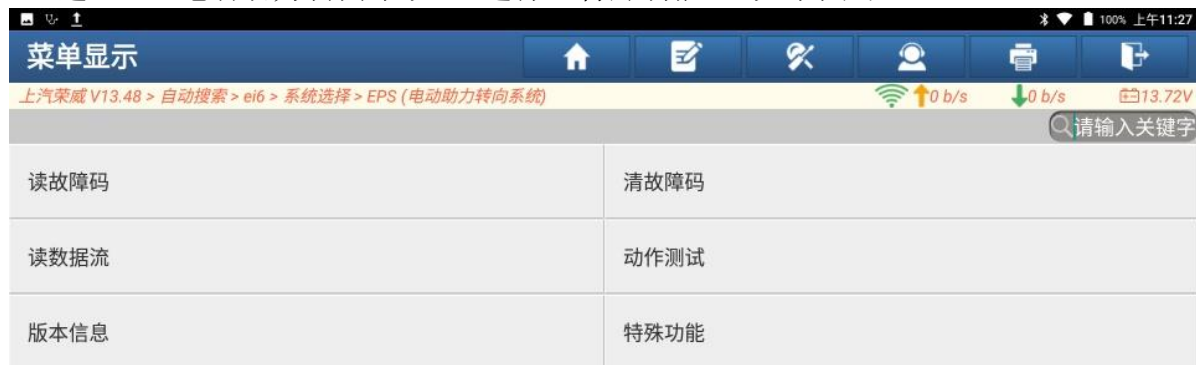 100% 上午11:27
菜单显示
上汽荣威 V13.48 > 自动搜索 > ei6 > 系统选择 > EPS (电动助力转向系统)
0 b/s 0 b/s 13.72V
请输入关键字
读故障码 清故障码
读数据流 动作测试
版本信息 特殊功能